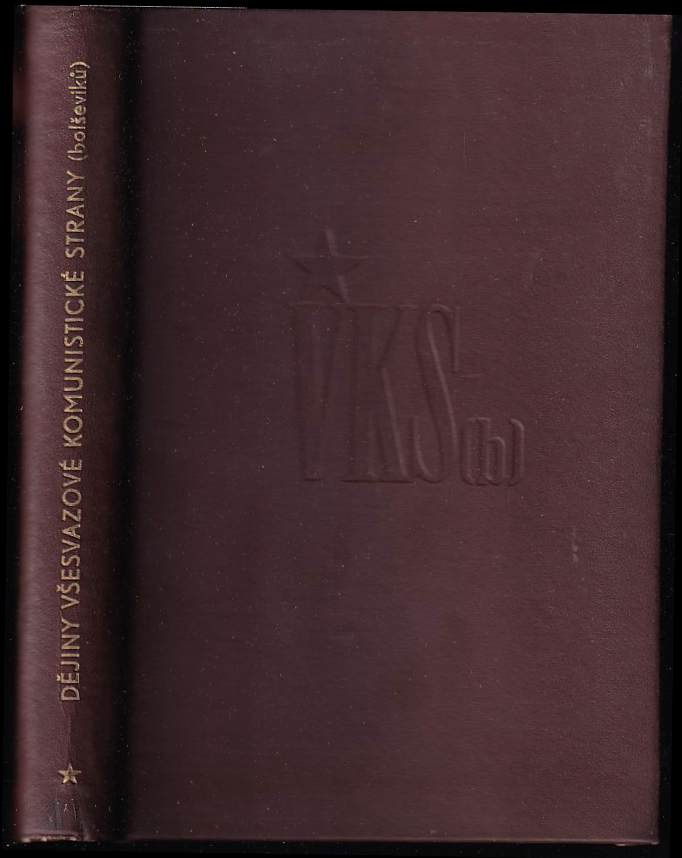 DĚJINY VŠESVAZOVÉ KOMUNISTICKÉ STRANY (bolševiků)
VKS
(b)